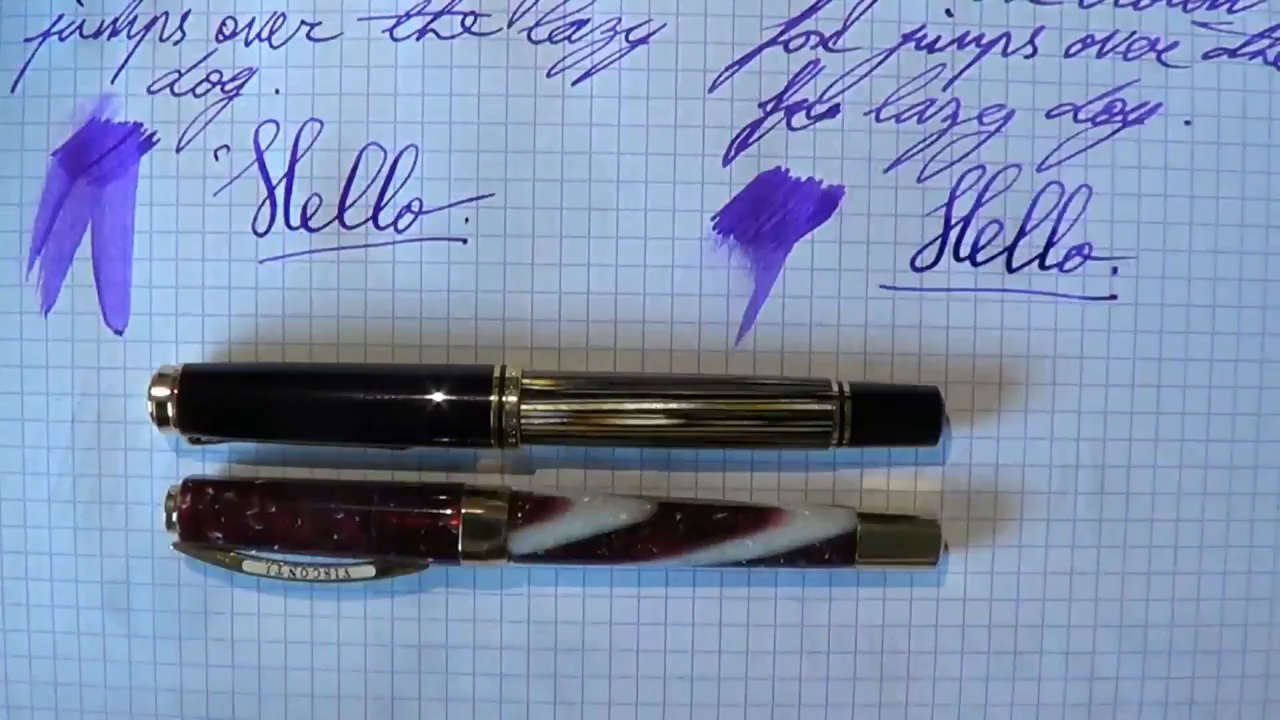 jumps over the lazy
dog.
"Hello.
fox jumps over the
lazy dog.
Hello.
VISCONTI